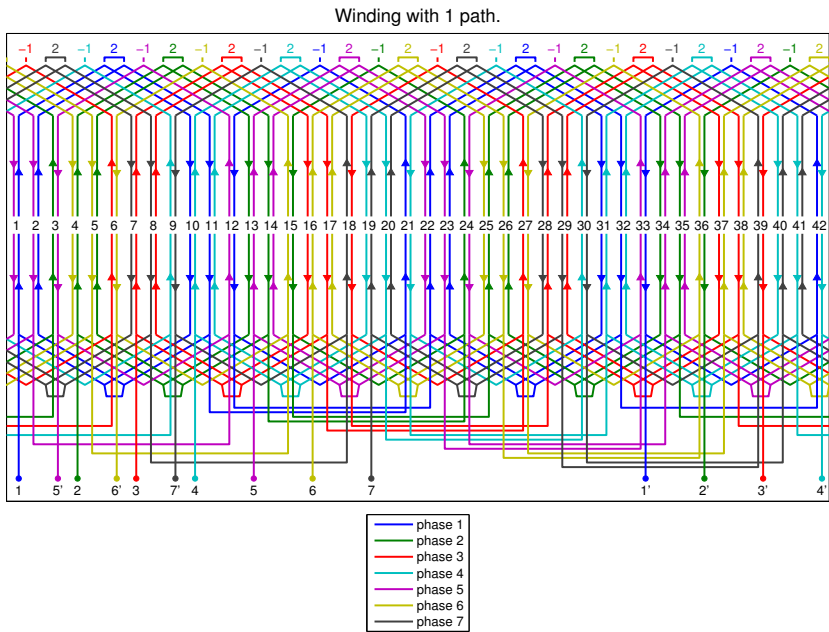 Winding with 1 path.
−1 2 −1 2 −1 2 −1 2 −1 2 −1 2 −1 2 −1 2 −1 2 −1 2 −1 2 −1 2 −1 2 −1 2
1 2 3 4 5 6 7 8 9 10 11 12 13 14 15 16 17 18 19 20 21 22 23 24 25 26 27 28 29 30 31 32 33 34 35 36 37 38 39 40 41 42
1 5' 2 6' 3 7' 4 5 6 7 1' 2' 3' 4'
phase 1
phase 2
phase 3
phase 4
phase 5
phase 6
phase 7